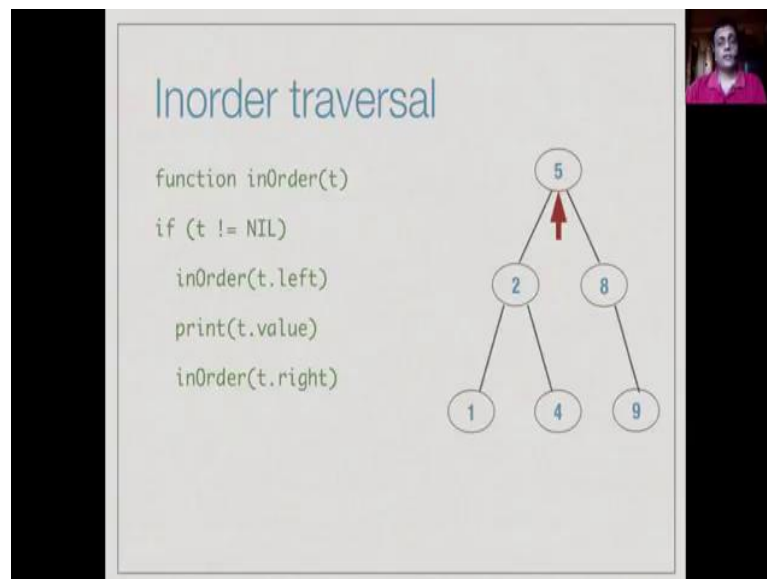 Inorder traversal
function inOrder(t)
if (t != NIL)
inOrder(t.left)
print(t.value)
inOrder(t.right)
5
2 8
1 4 9